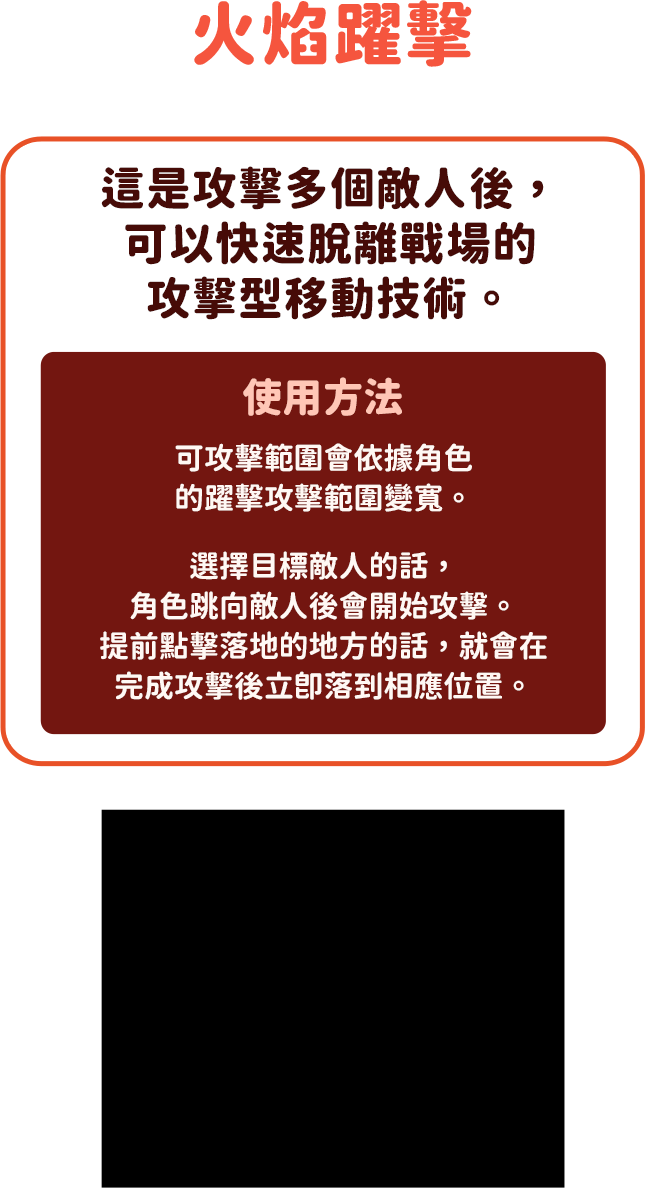 火焰躍擊
這是攻擊多個敵人後，
可以快速脫離戰場的
攻擊型移動技術。
使用方法
可攻擊範圍會依據角色
的躍擊攻擊範圍變寬。
選擇目標敵人的話，
角色跳向敵人後會開始攻擊。
提前點擊落地的地方的話，就會在
完成攻擊後立即落到相應位置。